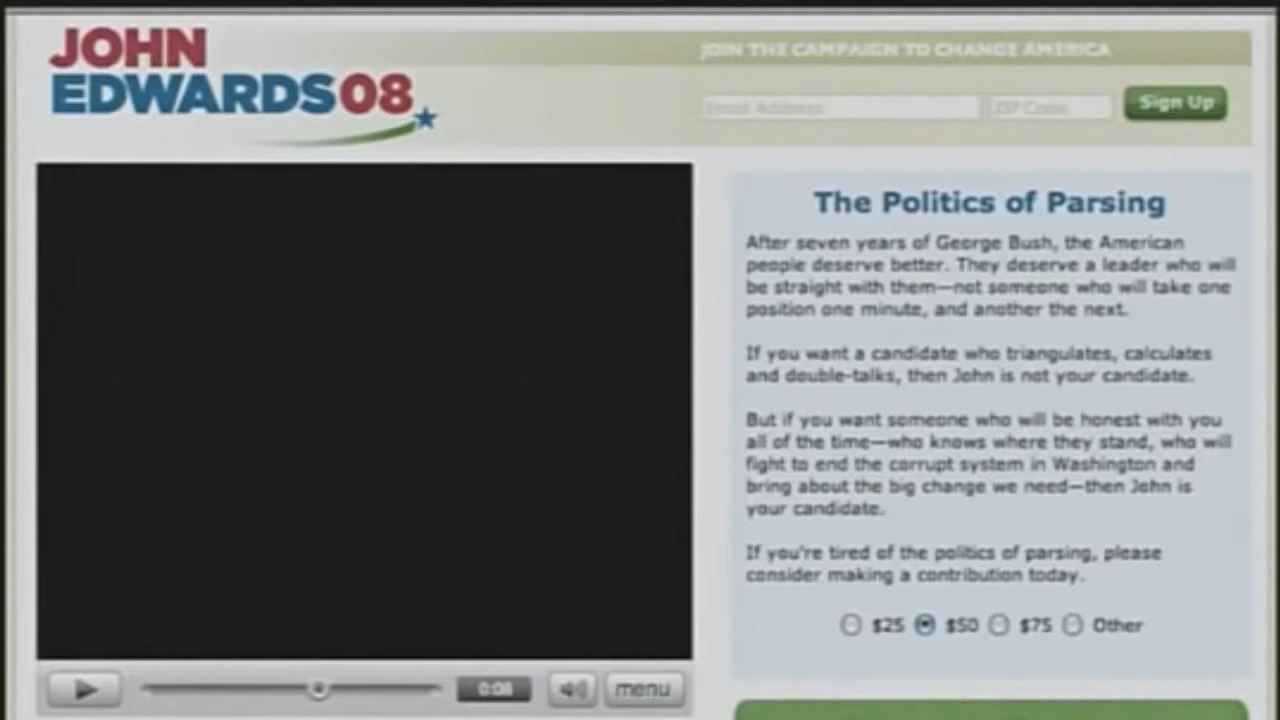 JOHN
EDWARDS08
JOIN THE CAMPAIGN TO CHANGE AMERICA
Email Address
ZIP Code
Sign Up
The Politics of Parsing
After seven years of George Bush, the American
people deserve better. They deserve a leader who will
be straight with them—not someone who will take one
position one minute, and another the next.
If you want a candidate who triangulates, calculates
and double-talks, then John is not your candidate.
But if you want someone who will be honest with you
all of the time—who knows where they stand, who will
fight to end the corrupt system in Washington and
bring about the big change we need—then John is
your candidate.
If you're tired of the politics of parsing, please
consider making a contribution today.
$25 $50 $75 Other
menu